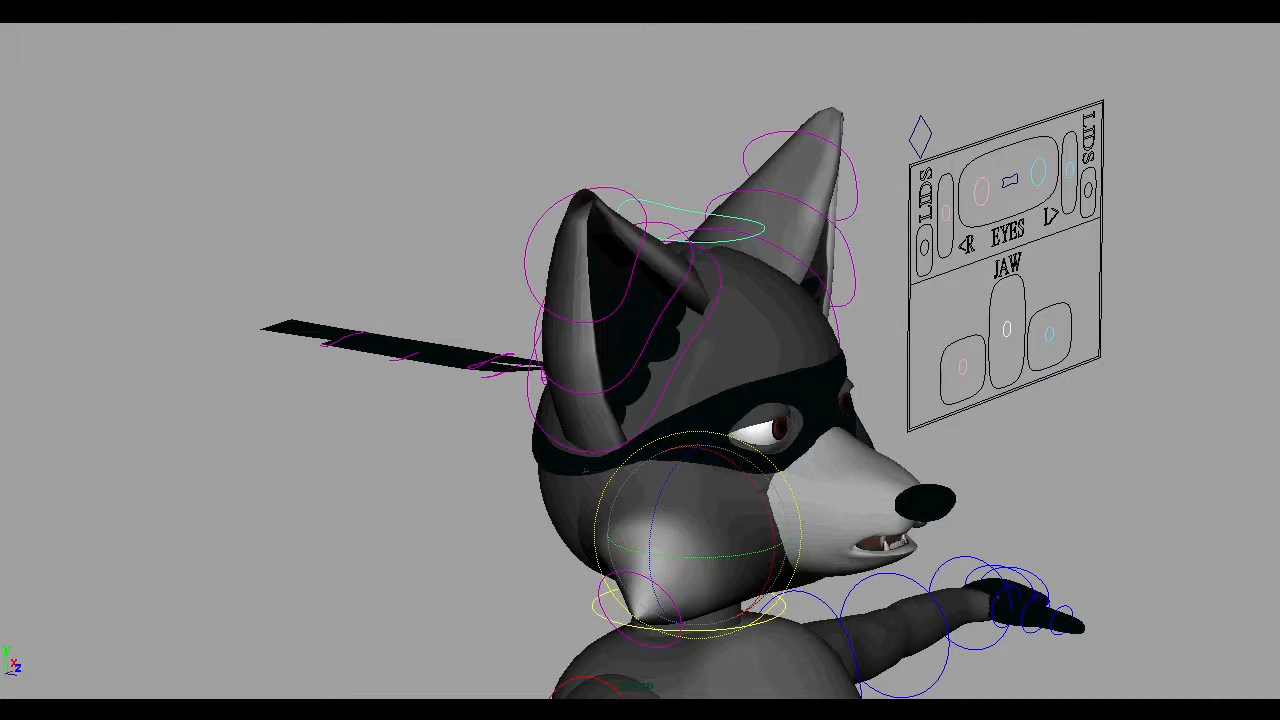 LIDS
LIDS
<R EYES L>
JAW
Y
X
Z